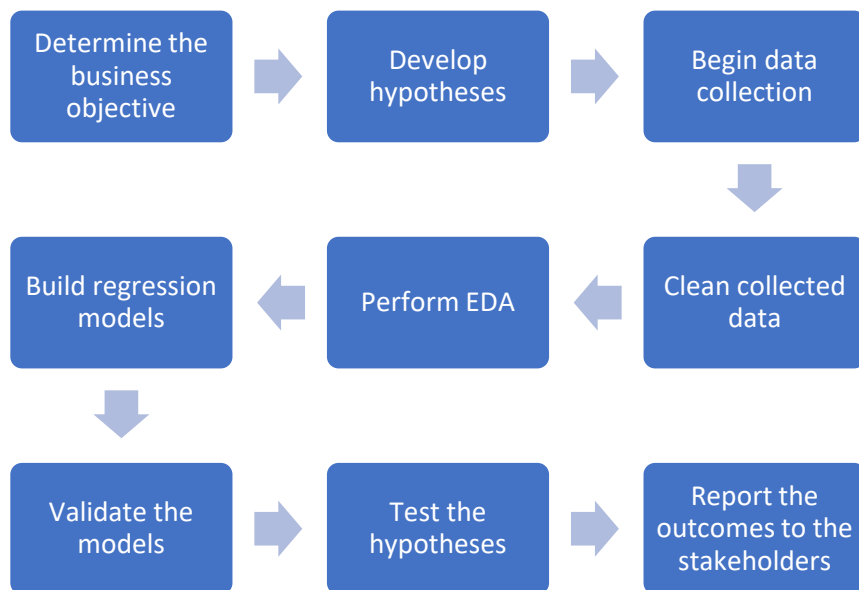 Determine the
business
objective
Develop
hypotheses
Begin data
collection
Clean collected
data
Perform EDA
Build regression
models
Validate the
models
Test the
hypotheses
Report the
outcomes to the
stakeholders